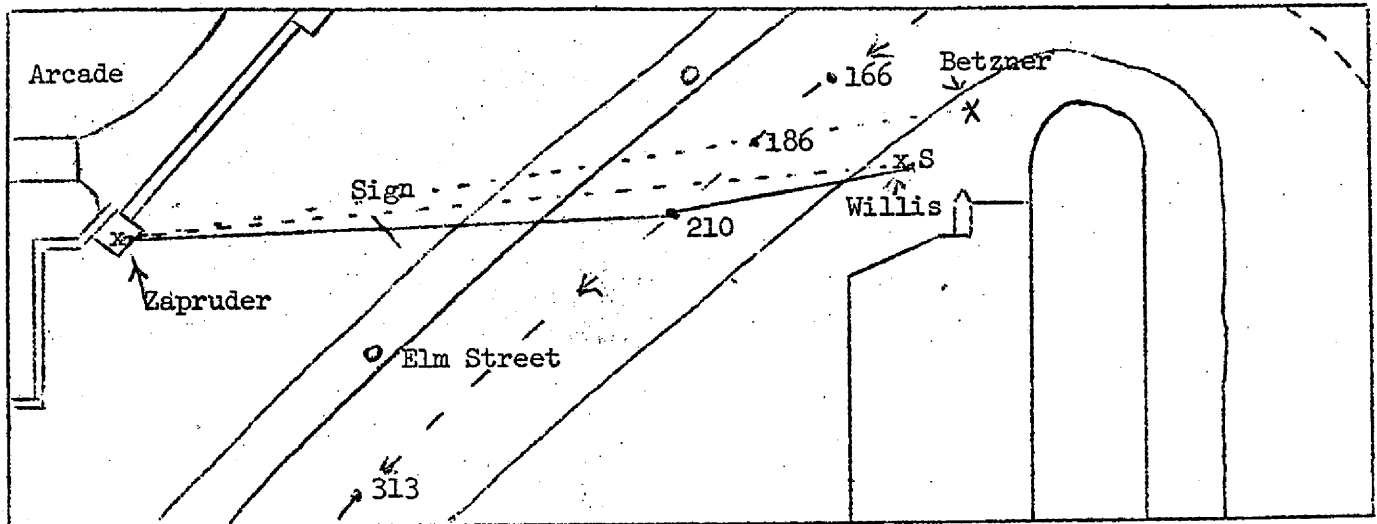 Arcade
166
Betzner
X
186
Sign
x S
Willis
210
x
Zapruder
Elm Street
313